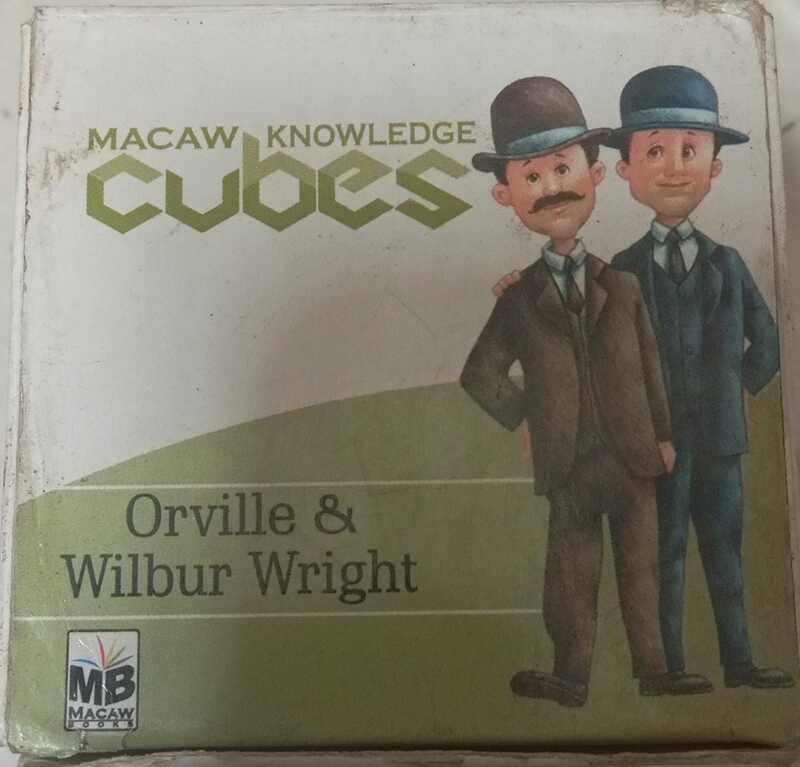 MACAW KNOWLEDGE
cubes
Orville &
Wilbur Wright
MB
MACAW
BOOKS